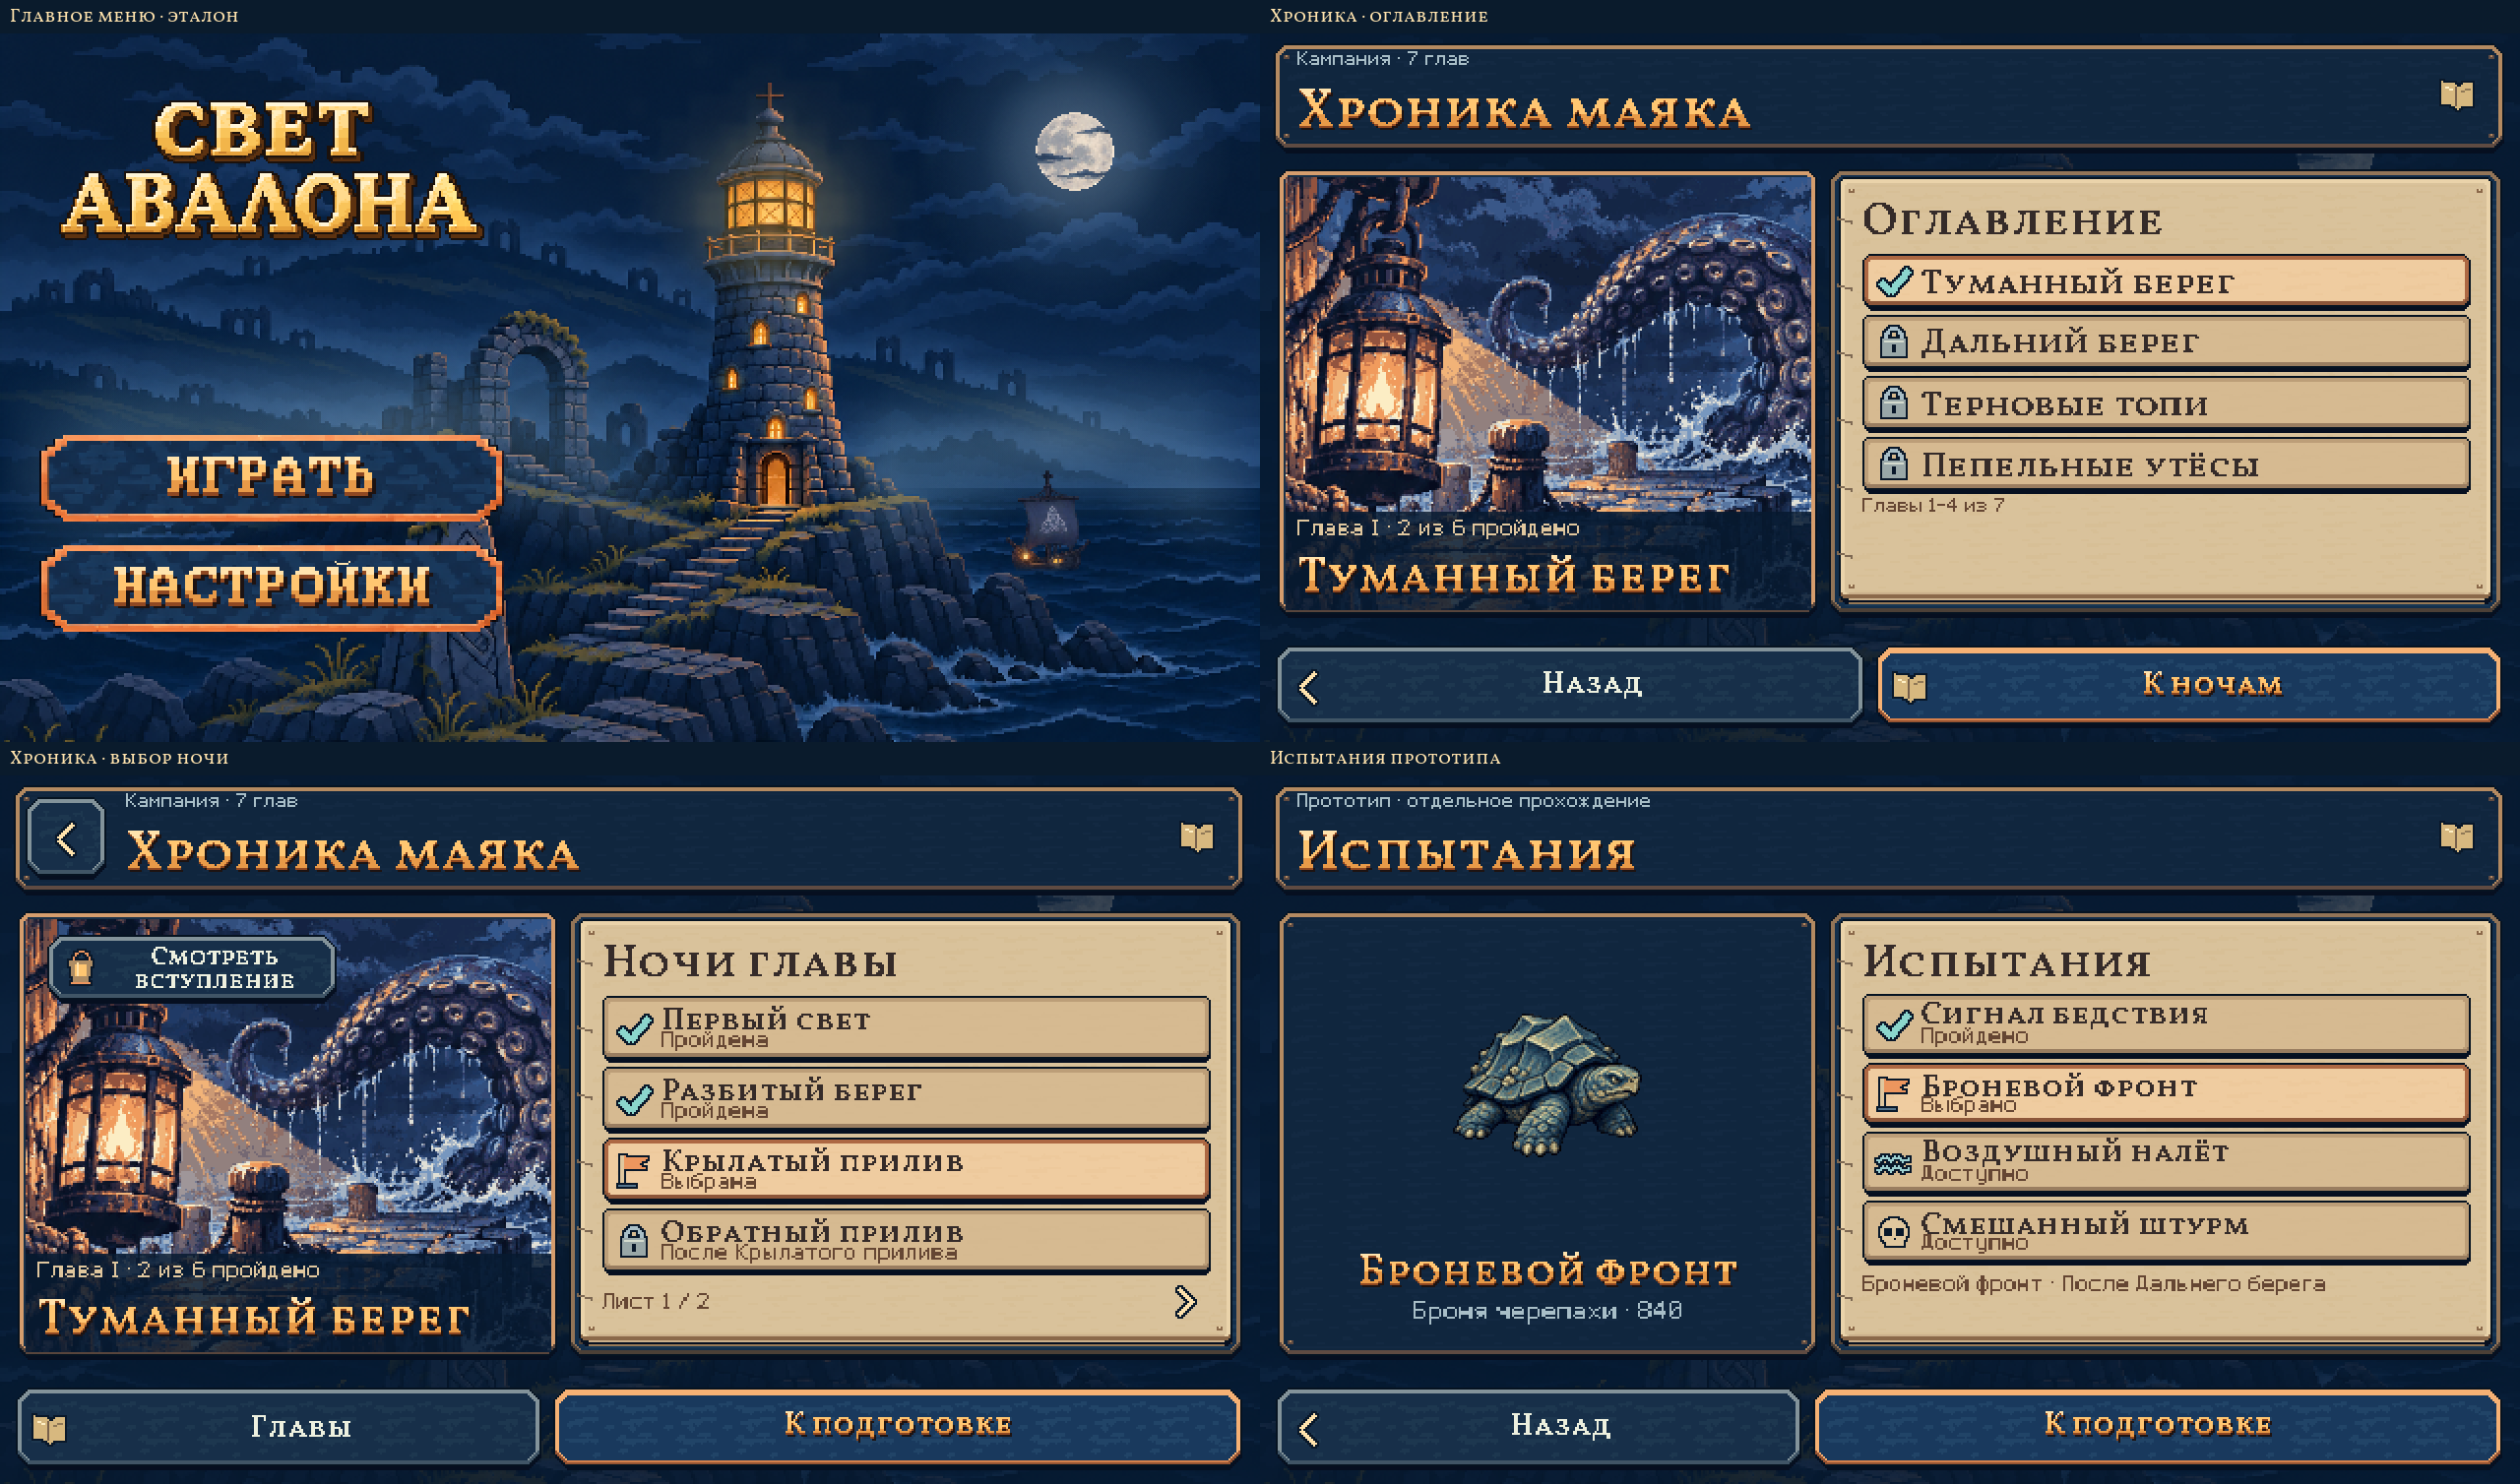 Главное меню · эталон
СВЕТ
АВАЛОНА
ИГРАТЬ
НАСТРОЙКИ
Хроника · оглавление
Кампания · 7 глав
Хроника маяка
Глава I · 2 из 6 пройдено
Туманный берег
Оглавление
Туманный берег
Дальний берег
Терновые топи
Пепельные утёсы
Главы 1-4 из 7
Назад
К ночам
Хроника · выбор ночи
Кампания · 7 глав
Хроника маяка
Смотреть
вступление
Глава I · 2 из 6 пройдено
Туманный берег
Ночи главы
Первый свет
Пройдена
Разбитый берег
Пройдена
Крылатый прилив
Выбрана
Обратный прилив
После Крылатого прилива
Лист 1 / 2
Главы
К подготовке
Испытания прототипа
Прототип · отдельное прохождение
Испытания
Броневой фронт
Броня черепахи · 840
Испытания
Сигнал бедствия
Пройдено
Броневой фронт
Выбрано
Воздушный налёт
Доступно
Смешанный штурм
Доступно
Броневой фронт · После Дальнего берега
Назад
К подготовке